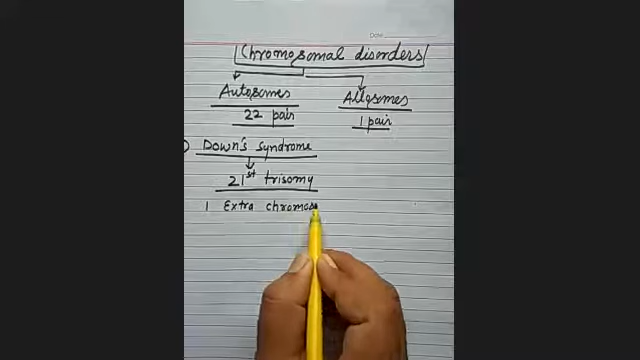 Date
Chromosomal disorders
Autosomes
Allosomes
22 pair
1 pair
Down's syndrome
21st trisomy
1 Extra chromos